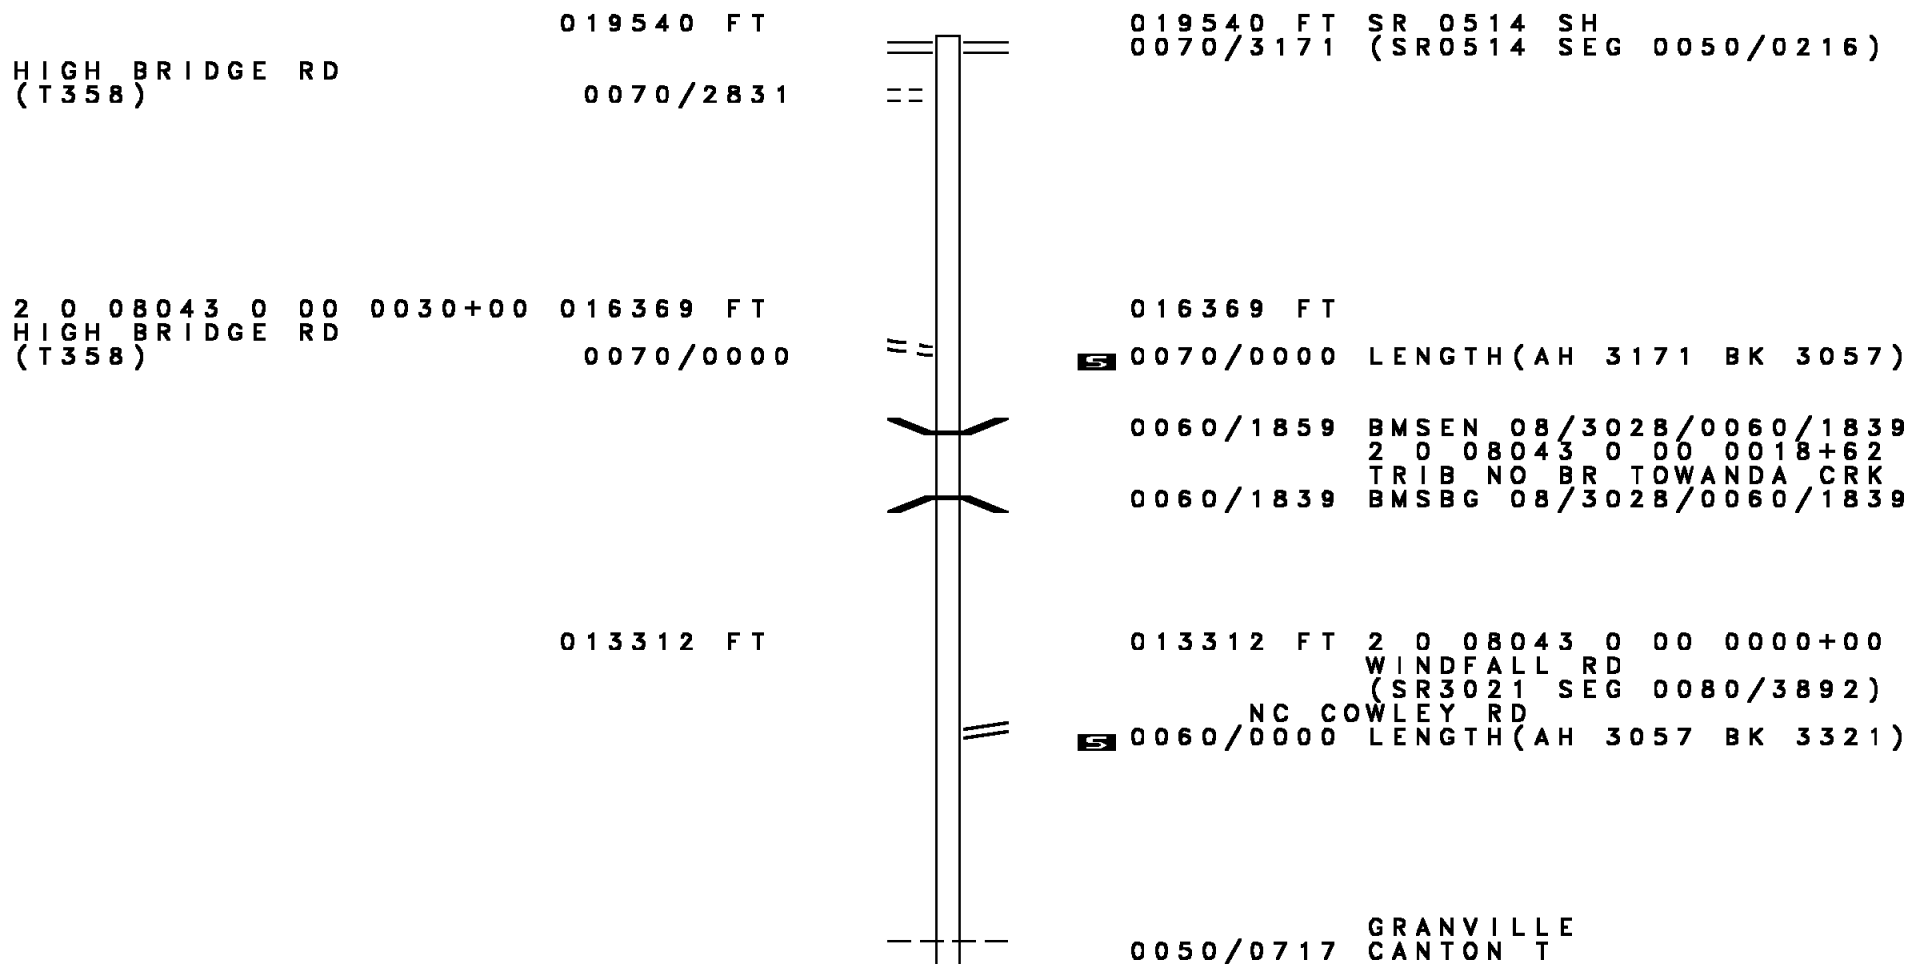 019540 FT
019540 FT SR 0514 SH
0070/3171 (SR0514 SEG 0050/0216)
HIGH BRIDGE RD
(T358) 0070/2831
2 0 08043 0 00 0030+00 016369 FT
016369 FT
HIGH BRIDGE RD
(T358) 0070/0000
S 0070/0000 LENGTH(AH 3171 BK 3057)
0060/1859 BMSEN 08/3028/0060/1839
2 0 08043 0 00 0018+62
TRIB NO BR TOWANDA CRK
0060/1839 BMSBG 08/3028/0060/1839
013312 FT
013312 FT 2 0 08043 0 00 0000+00
WINDFALL RD
(SR3021 SEG 0080/3892)
NC COWLEY RD
S 0060/0000 LENGTH(AH 3057 BK 3321)
GRANVILLE
0050/0717 CANTON T